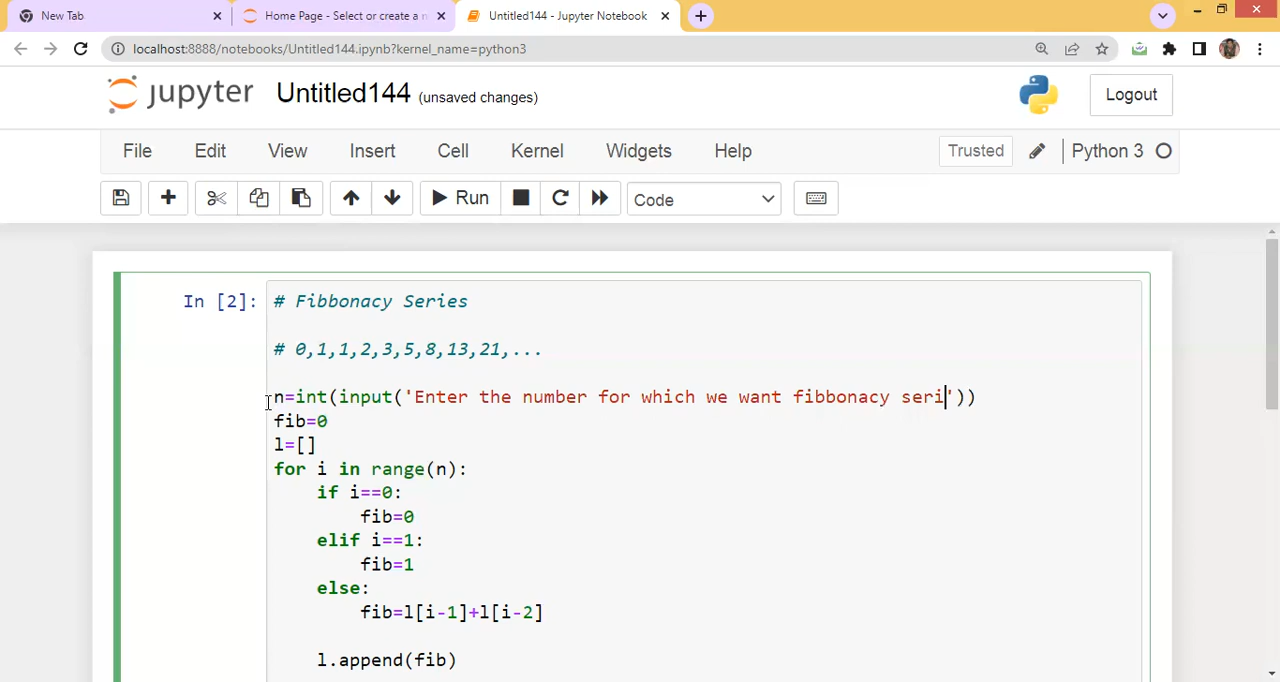 New Tab
Home Page - Select or create a n
Untitled144 - Jupyter Notebook
localhost:8888/notebooks/Untitled144.ipynb?kernel_name=python3
jupyter Untitled144 (unsaved changes)
Logout
File Edit View Insert Cell Kernel Widgets Help
Trusted
Python 3
Run
Code
In [2]:
# Fibbonacy Series
# 0,1,1,2,3,5,8,13,21,...
n=int(input('Enter the number for which we want fibbonacy seri'))
fib=0
l=[]
for i in range(n):
    if i==0:
        fib=0
    elif i==1:
        fib=1
    else:
        fib=l[i-1]+l[i-2]
    l.append(fib)